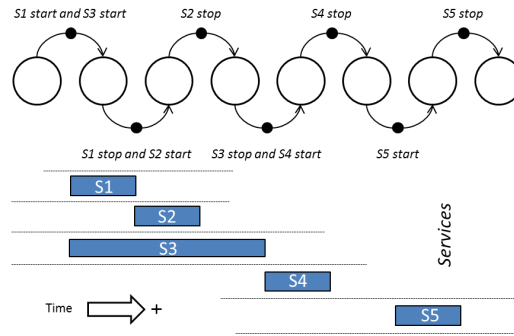 S1 start and S3 start
S2 stop
S4 stop
S5 stop
S1 stop and S2 start
S3 stop and S4 start
S5 start
S1
S2
S3
S4
S5
Services
Time
+